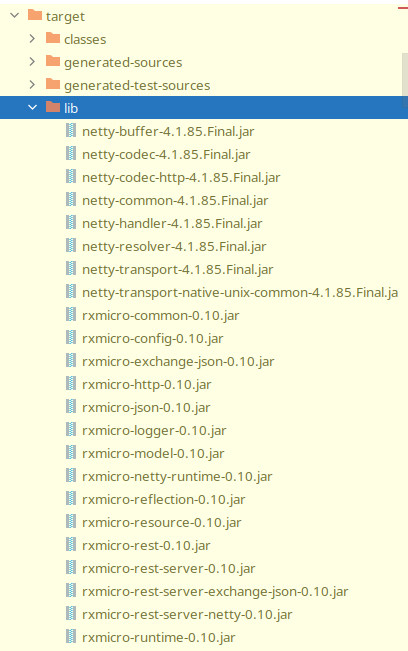 target
classes
generated-sources
generated-test-sources
lib
netty-buffer-4.1.85.Final.jar
netty-codec-4.1.85.Final.jar
netty-codec-http-4.1.85.Final.jar
netty-common-4.1.85.Final.jar
netty-handler-4.1.85.Final.jar
netty-resolver-4.1.85.Final.jar
netty-transport-4.1.85.Final.jar
netty-transport-native-unix-common-4.1.85.Final.ja
rxmicro-common-0.10.jar
rxmicro-config-0.10.jar
rxmicro-exchange-json-0.10.jar
rxmicro-http-0.10.jar
rxmicro-json-0.10.jar
rxmicro-logger-0.10.jar
rxmicro-model-0.10.jar
rxmicro-netty-runtime-0.10.jar
rxmicro-reflection-0.10.jar
rxmicro-resource-0.10.jar
rxmicro-rest-0.10.jar
rxmicro-rest-server-0.10.jar
rxmicro-rest-server-exchange-json-0.10.jar
rxmicro-rest-server-netty-0.10.jar
rxmicro-runtime-0.10.jar